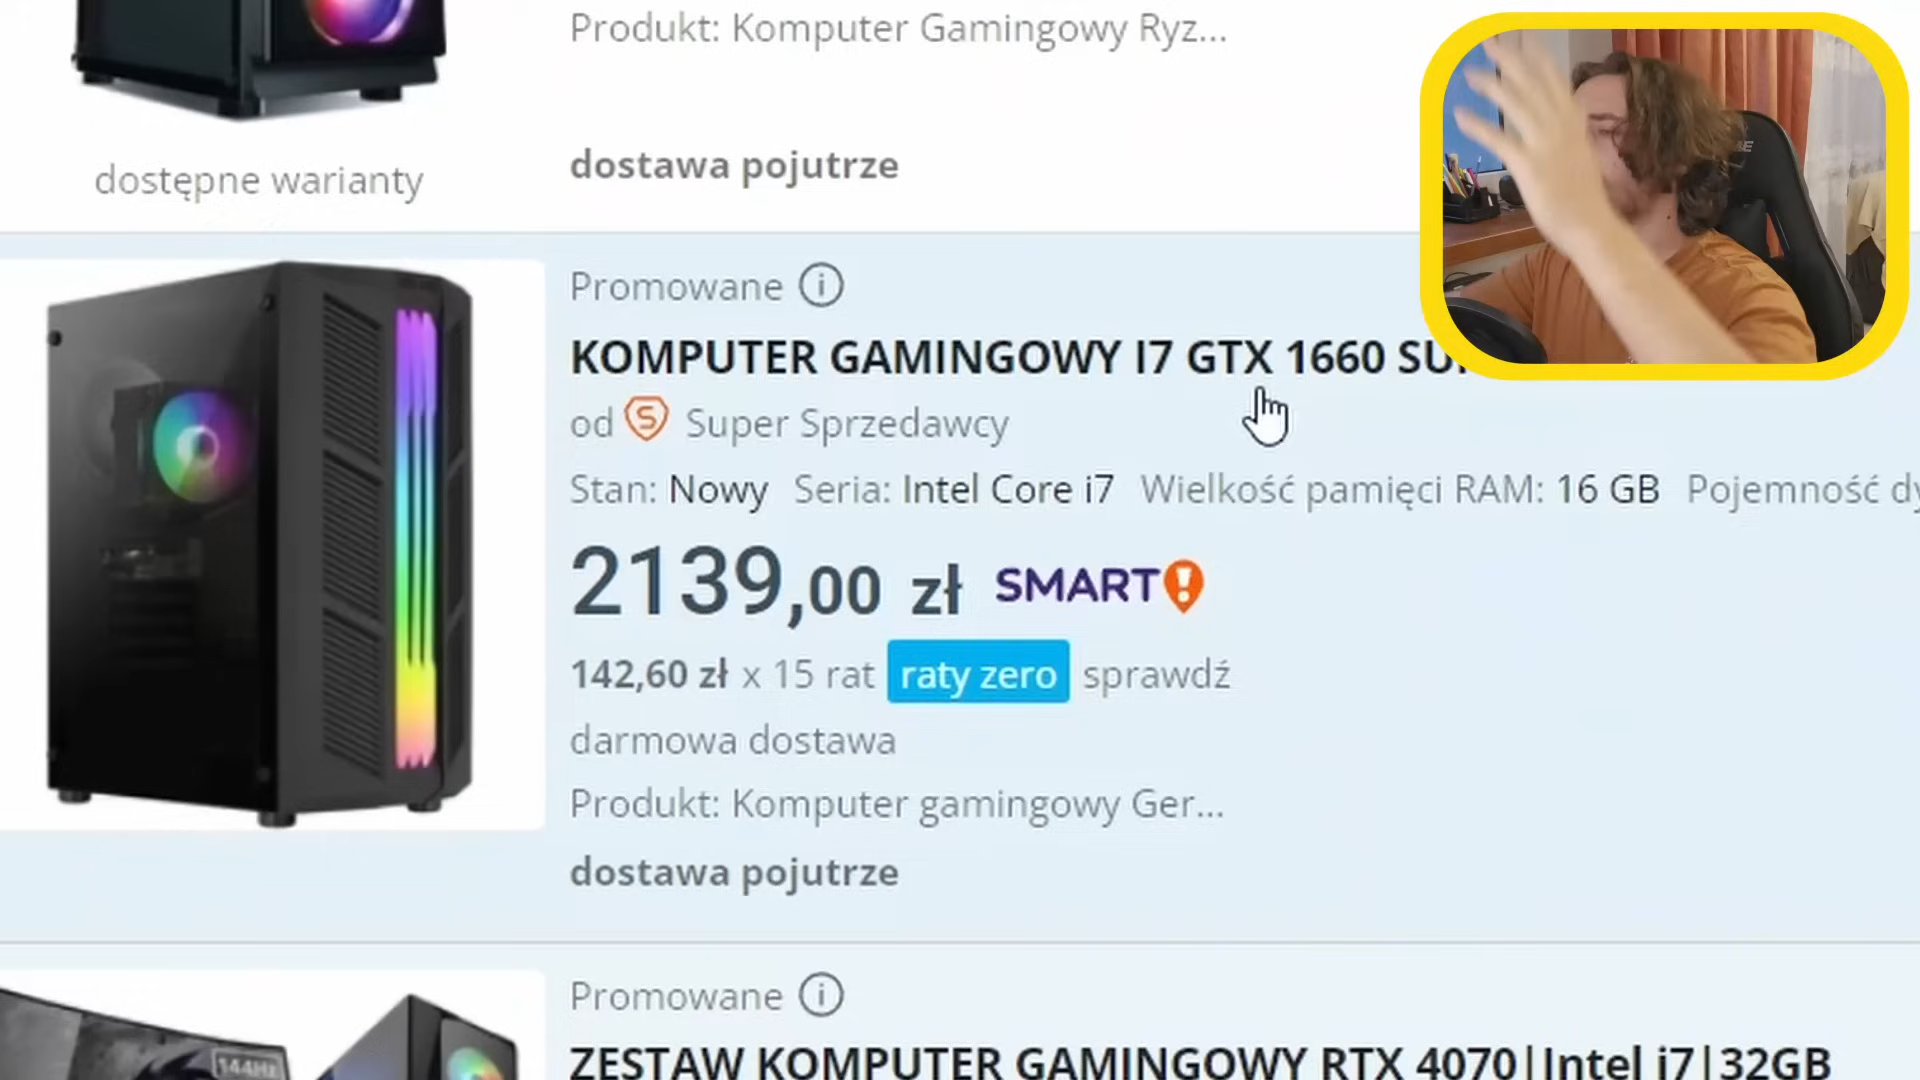 Produkt: Komputer Gamingowy Ryz...
dostawa pojutrze
dostępne warianty
Promowane
KOMPUTER GAMINGOWY I7 GTX 1660
od Super Sprzedawcy
Stan: Nowy Seria: Intel Core i7 Wielkość pamięci RAM: 16 GB Pojemność
2139,00 zł SMART!
142,60 zł x 15 rat raty zero sprawdź
darmowa dostawa
Produkt: Komputer gamingowy Ger...
dostawa pojutrze
Promowane
144Hz
ZESTAW KOMPUTER GAMINGOWY RTX 4070|Intel i7|32GB